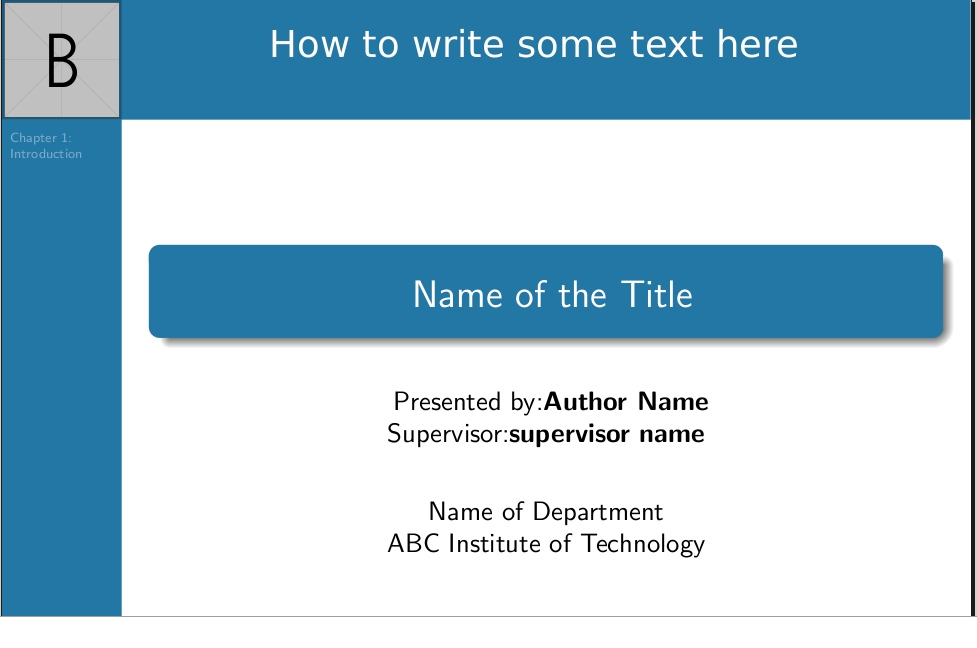 B
How to write some text here
Chapter 1:
Introduction
Name of the Title
Presented by:Author Name
Supervisor:supervisor name
Name of Department
ABC Institute of Technology